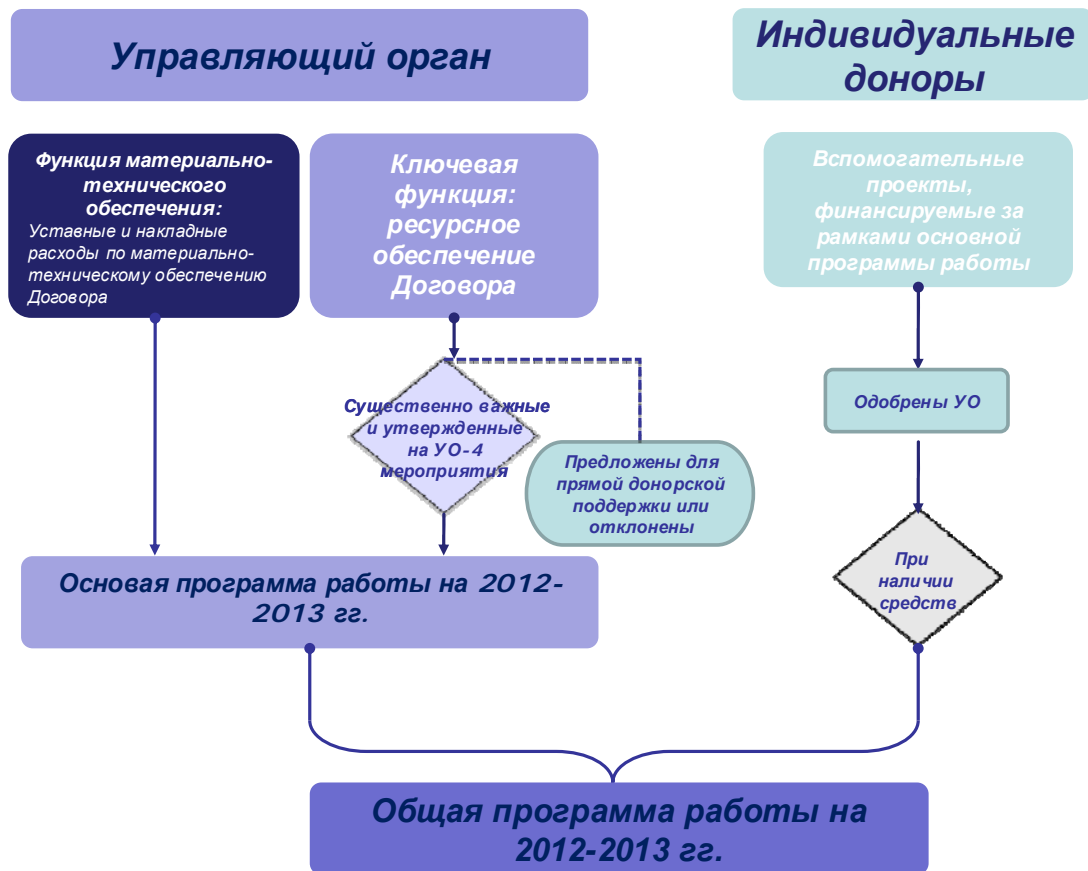 Управляющий орган
Индивидуальные
доноры
Функция материально-
технического
обеспечения:
Уставные и накладные
расходы по материально-
техническому обеспечению
Договора
Ключевая
функция:
ресурсное
обеспечение
Договора
Вспомогательные
проекты,
финансируемые за
рамками основной
программы работы
Существенно важные
и утвержденные
на УО-4
мероприятия
Предложены для
прямой донорской
поддержки или
отклонены
Одобрены УО
При
наличии
средств
Основая программа работы на 2012-
2013 гг.
Общая программа работы на
2012-2013 гг.